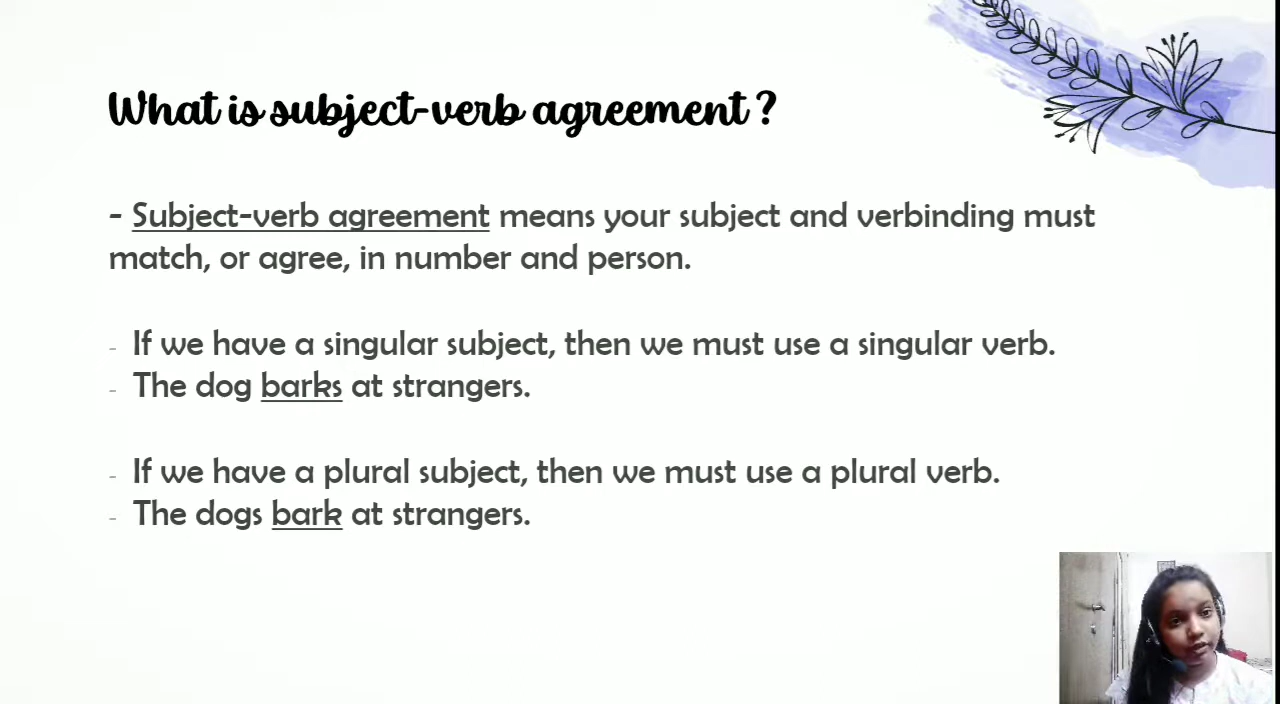 What is subject-verb agreement ?
- Subject-verb agreement means your subject and verbinding must
match, or agree, in number and person.
- If we have a singular subject, then we must use a singular verb.
- The dog barks at strangers.
- If we have a plural subject, then we must use a plural verb.
- The dogs bark at strangers.